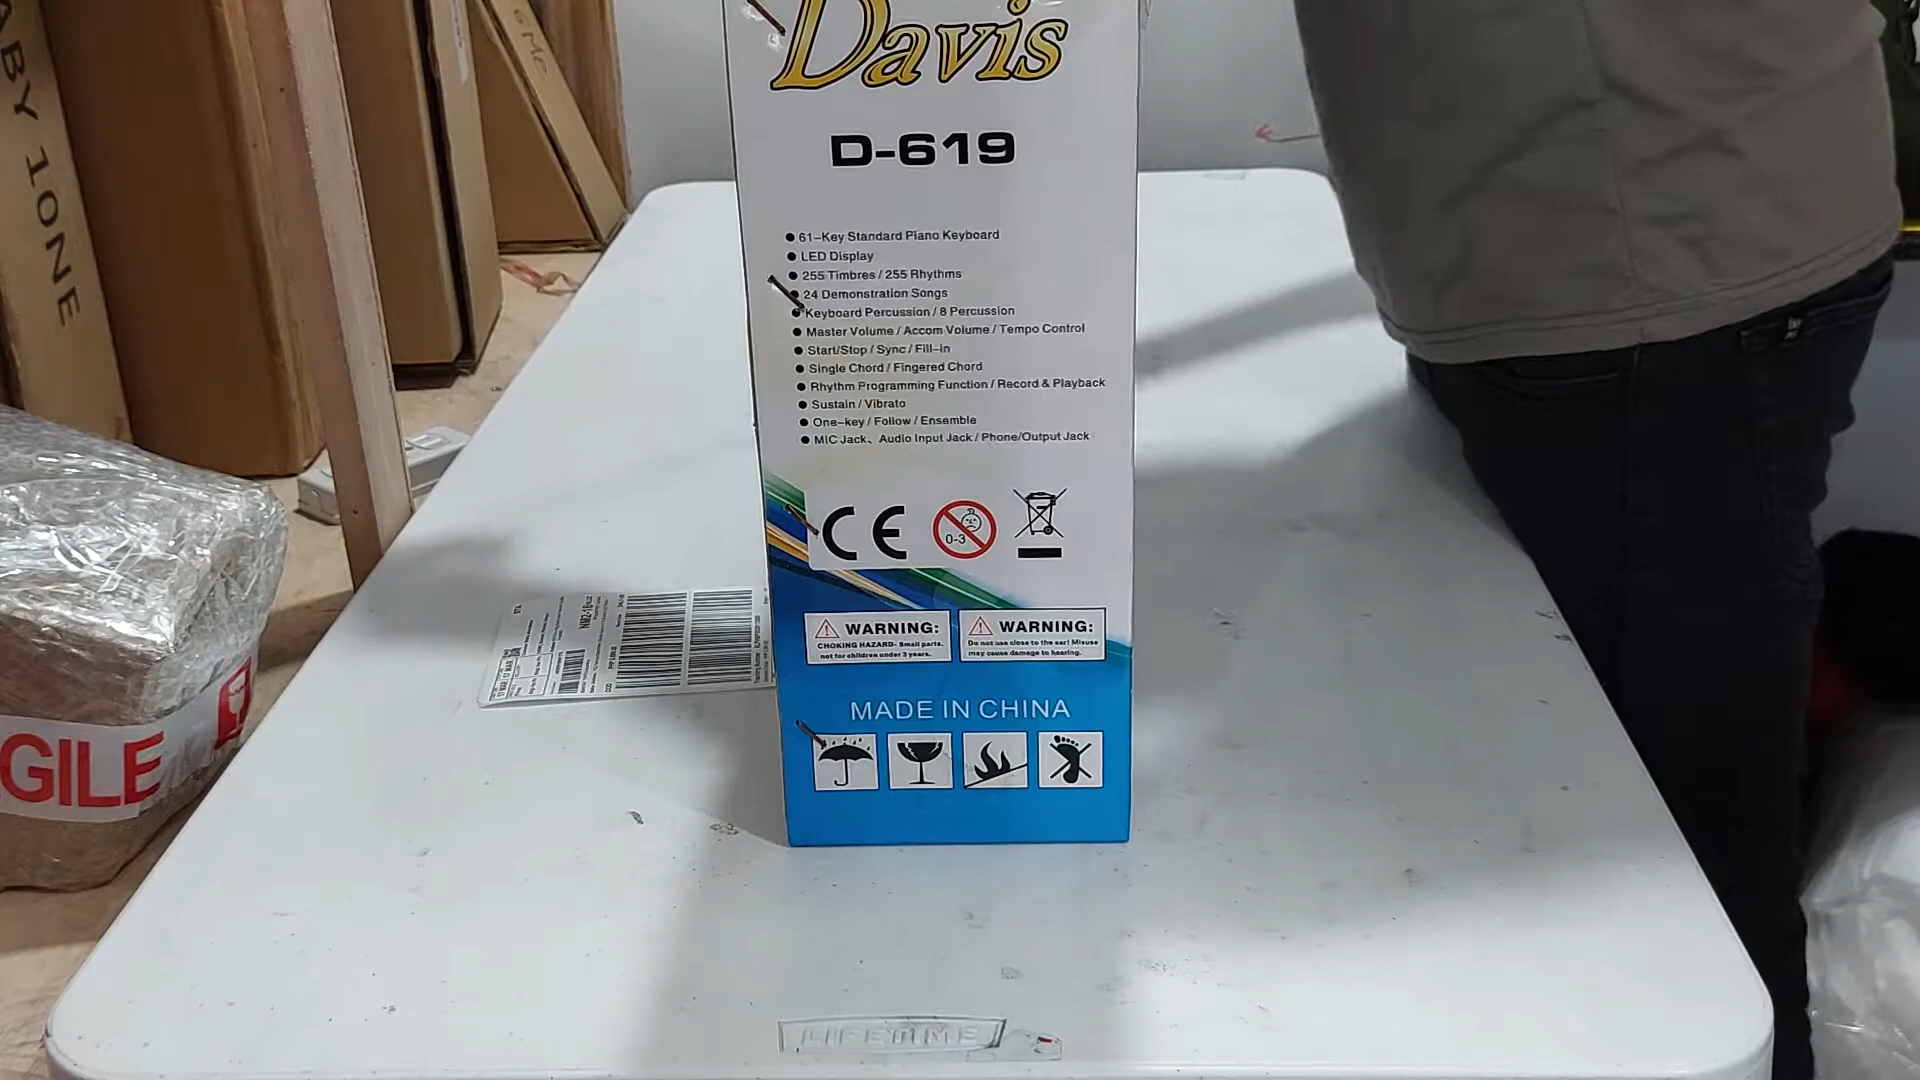 Davis
D-619
● 61-Key Standard Piano Keyboard
● LED Display
● 255 Timbres / 255 Rhythms
● 24 Demonstration Songs
● Keyboard Percussion / 8 Percussion
● Master Volume / Accom Volume / Tempo Control
● Start/Stop / Sync / Fill-in
● Single Chord / Fingered Chord
● Rhythm Programming Function / Record & Playback
● Sustain / Vibrato
● One-key / Follow / Ensemble
● MIC Jack、Audio Input Jack / Phone/Output Jack
CE
0-3
WARNING:
CHOKING HAZARD- Small parts.
not for children under 3 years.
WARNING:
Do not use close to the ear! Misuse
may cause damage to hearing.
MADE IN CHINA
LIFETIME
ABY 1ONE
GME
GILE